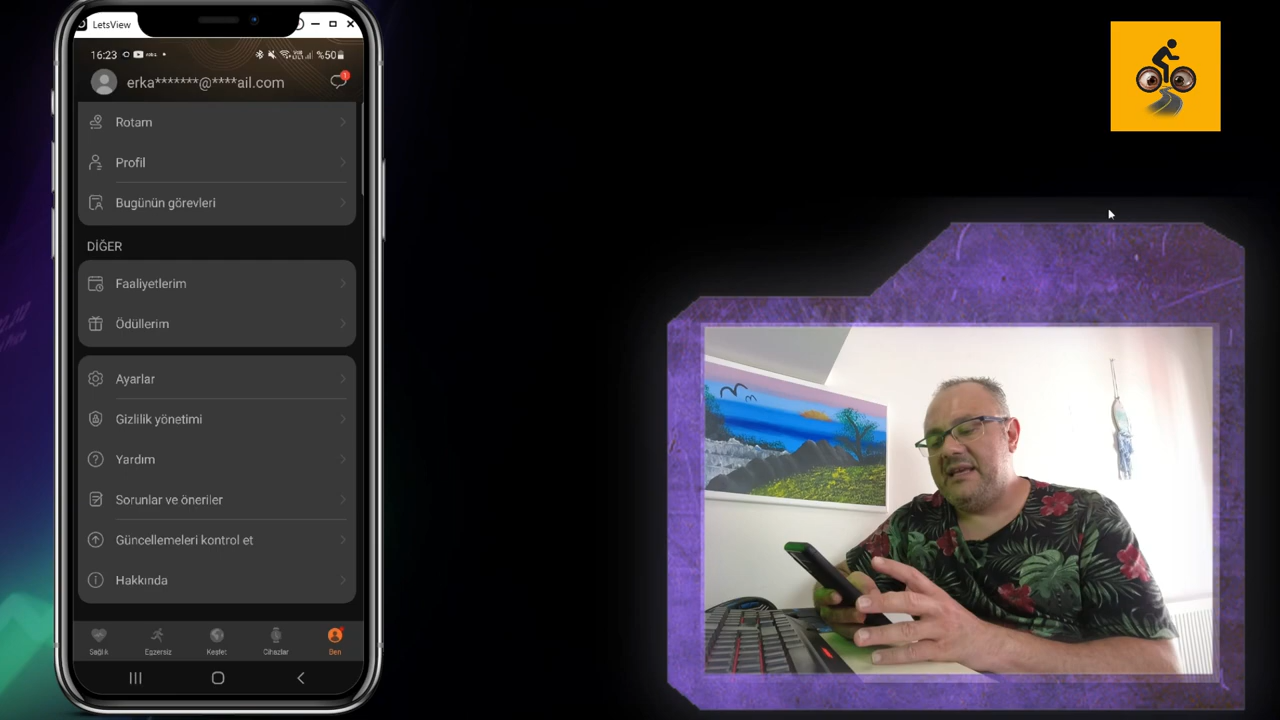 LetsView
16:23
%50
erka*******@****ail.com
1
Rotam
Profil
Bugünün görevleri
DİĞER
Faaliyetlerim
Ödüllerim
Ayarlar
Gizlilik yönetimi
Yardım
Sorunlar ve öneriler
Güncellemeleri kontrol et
Hakkında
Sağlık
Egzersiz
Keşfet
Cihazlar
Ben